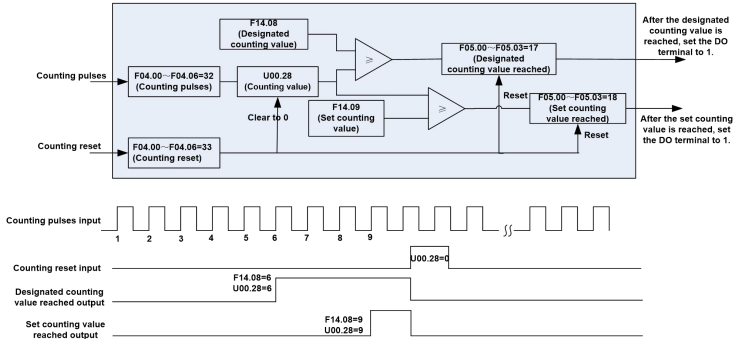 F14.08
(Designated
counting value)
After the designated
counting value is
reached, set the DO
terminal to 1.
≥
F05.00～F05.03=17
(Designated
counting value reached)
Counting pulses
F04.00～F04.06=32
(Counting pulses)
U00.28
(Counting value)
Clear to 0
F14.09
(Set counting
value)
≥
Reset
F05.00～F05.03=18
(Set counting
value reached)
Reset
After the set counting
value is reached, set
the DO terminal to 1.
Counting reset
F04.00～F04.06=33
(Counting reset)
Counting pulses input
1 2 3 4 5 6 7 8 9
Counting reset input
U00.28=0
Designated counting
value reached output
F14.08=6
U00.28=6
Set counting value
reached output
F14.08=9
U00.28=9